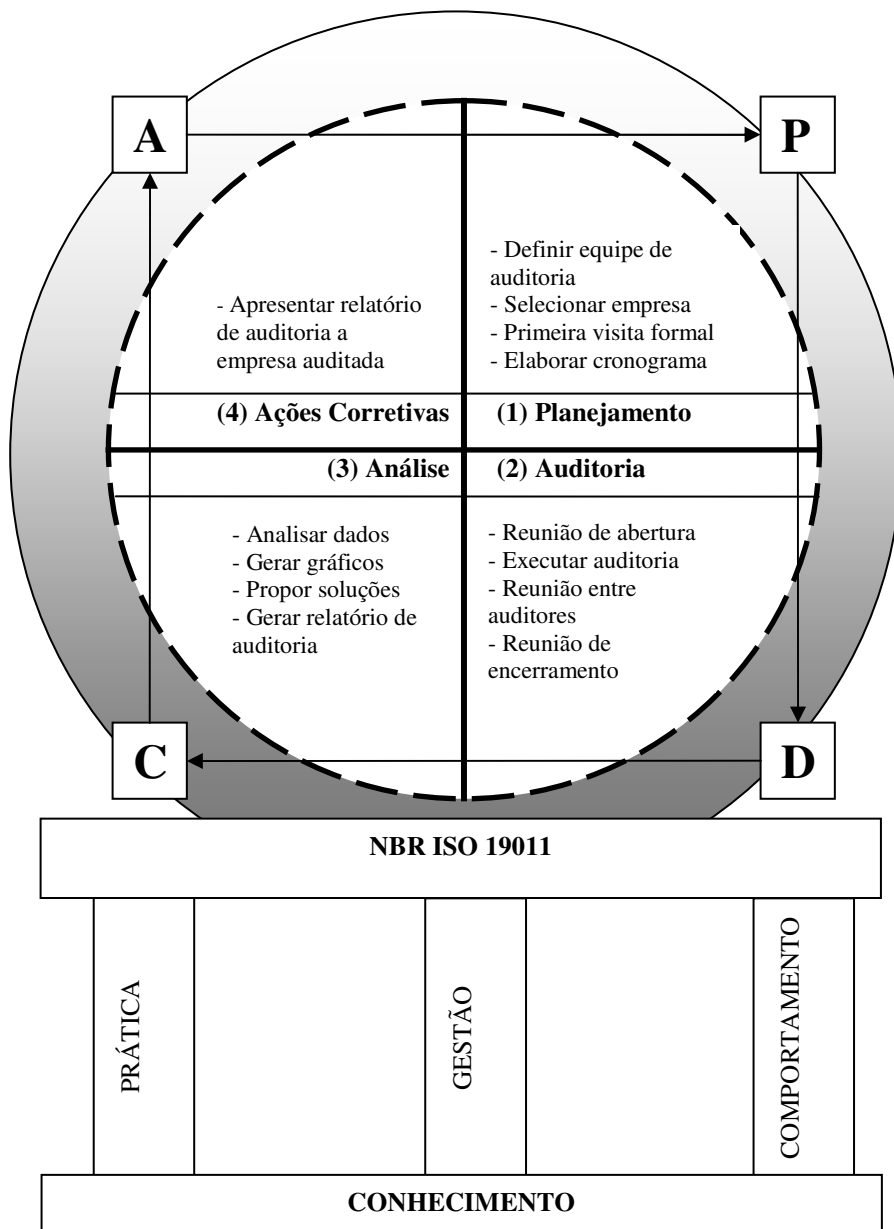 A
P
- Definir equipe de
auditoria
- Selecionar empresa
- Primeira visita formal
- Elaborar cronograma
- Apresentar relatório
de auditoria a
empresa auditada
(4) Ações Corretivas
(1) Planejamento
(3) Análise
(2) Auditoria
- Analisar dados
- Gerar gráficos
- Propor soluções
- Gerar relatório de
auditoria
- Reunião de abertura
- Executar auditoria
- Reunião entre
auditores
- Reunião de
encerramento
C
D
NBR ISO 19011
PRÁTICA
GESTÃO
COMPORTAMENTO
CONHECIMENTO